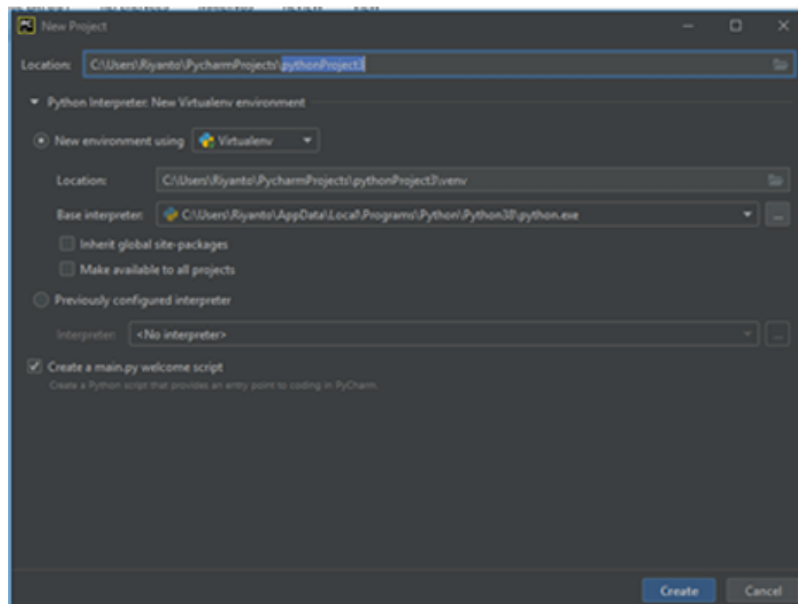 PC New Project
Location: C:\Users\Riyanto\PycharmProjects\pythonProject3
Python Interpreter: New Virtualenv environment
New environment using Virtualenv
Location: C:\Users\Riyanto\PycharmProjects\pythonProject3\venv
Base interpreter: C:\Users\Riyanto\AppData\Local\Programs\Python\Python38\python.exe ...
Inherit global site-packages
Make available to all projects
Previously configured interpreter
Interpreter: <No interpreter> ...
Create a main.py welcome script
Create a Python script that provides an entry point to coding in PyCharm.
Create Cancel